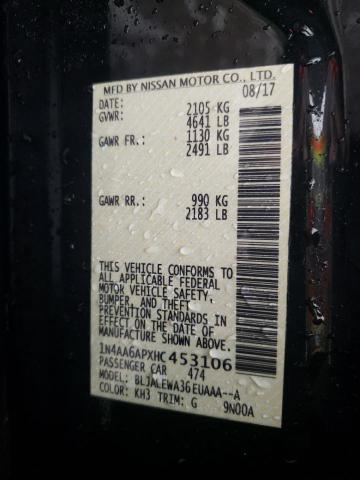 MFD BY NISSAN MOTOR CO., LTD.
DATE: 08/17
GVWR: 2105 KG
4641 LB
GAWR FR.: 1130 KG
2491 LB
GAWR RR.: 990 KG
2183 LB
THIS VEHICLE CONFORMS TO
ALL APPLICABLE FEDERAL
MOTOR VEHICLE SAFETY,
BUMPER, AND THEFT
PREVENTION STANDARDS IN
EFFECT ON THE DATE OF
MANUFACTURE SHOWN ABOVE.
1N4AA6APXHC453106
PASSENGER CAR 474
MODEL: BLJALEWA36EUAAA--A
COLOR: KH3 TRIM: G 9N00A